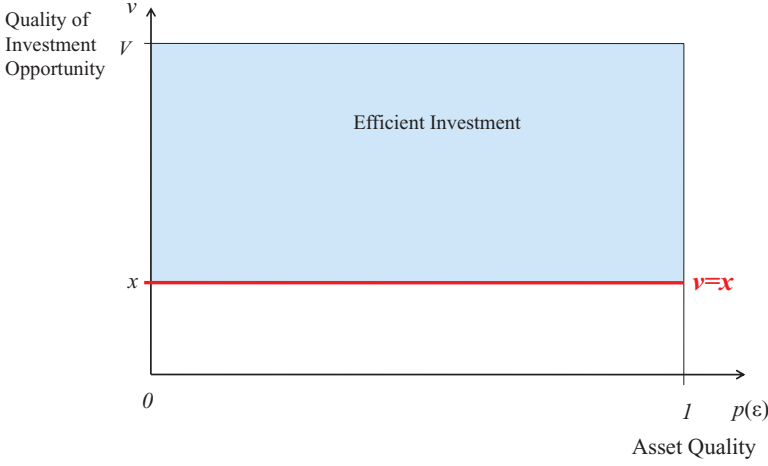 Quality of
Investment
Opportunity
v
V
Efficient Investment
x
v=x
0
1
p(ε)
Asset Quality